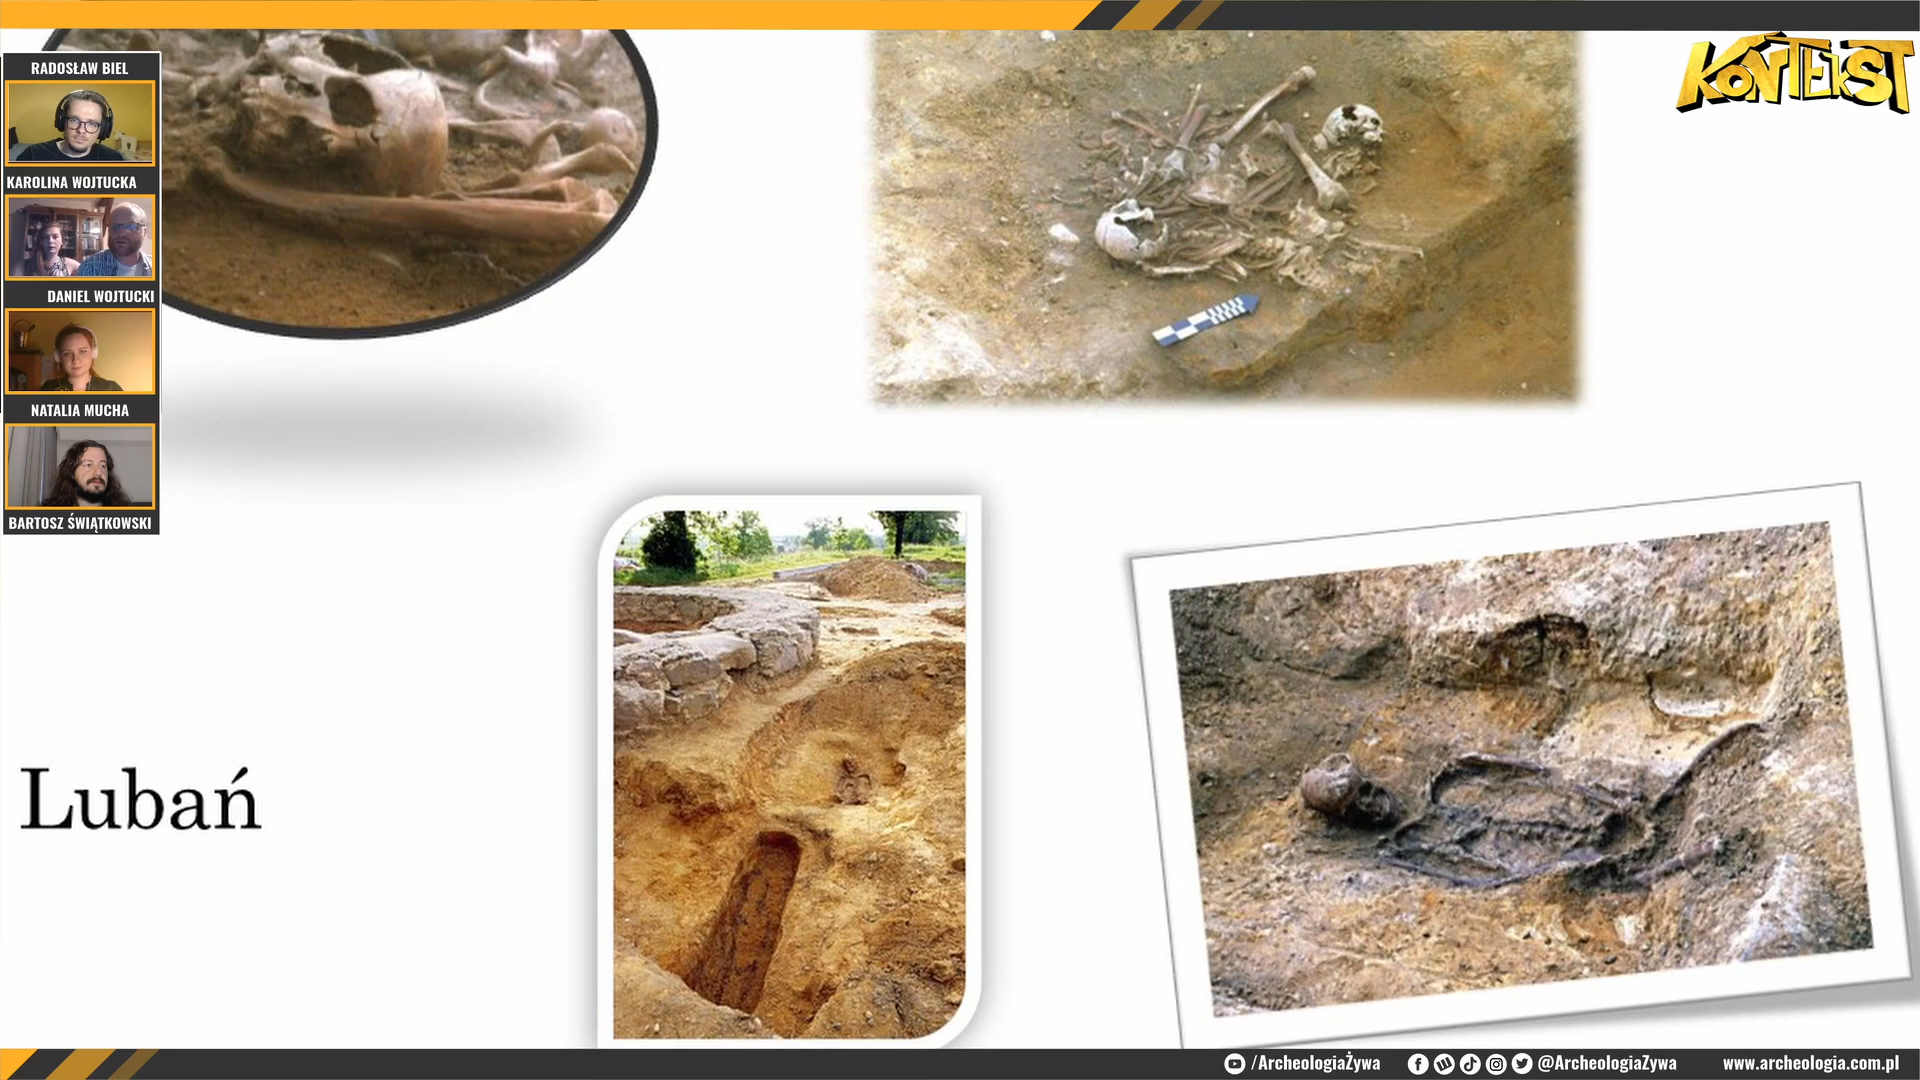 KONTEKST
RADOSŁAW BIEL
KAROLINA WOJTUCKA
DANIEL WOJTUCKI
NATALIA MUCHA
BARTOSZ ŚWIĄTKOWSKI
Lubań
/ArcheologiaŻywa
@ArcheologiaZywa
www.archeologia.com.pl